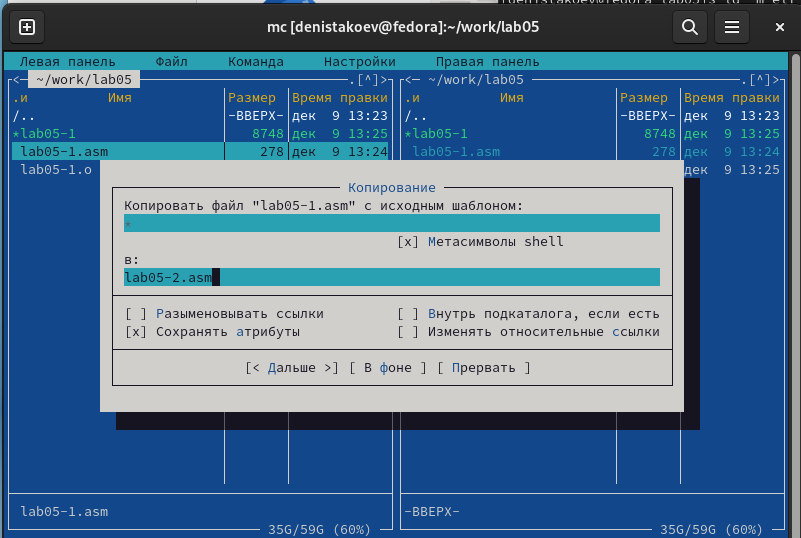 mc [denistakoev@fedora]:~/work/lab05
Левая панель Файл Команда Настройки Правая панель
<— ~/work/lab05 .[^]> <— ~/work/lab05 .[^]>
.и Имя Размер Время правки .и Имя Размер Время правки
/.. -ВВЕРХ- дек 9 13:23 /.. -ВВЕРХ- дек 9 13:23
*lab05-1 8748 дек 9 13:25 *lab05-1 8748 дек 9 13:25
lab05-1.asm 278 дек 9 13:24 lab05-1.asm 278 дек 9 13:24
lab05-1.o дек 9 13:25
Копирование
Копировать файл "lab05-1.asm" с исходным шаблоном:
*
[x] Метасимволы shell
в:
lab05-2.asm
[ ] Разыменовывать ссылки [ ] Внутрь подкаталога, если есть
[x] Сохранять атрибуты [ ] Изменять относительные ссылки
[< Дальше >] [ В фоне ] [ Прервать ]
lab05-1.asm -ВВЕРХ-
35G/59G (60%) 35G/59G (60%)